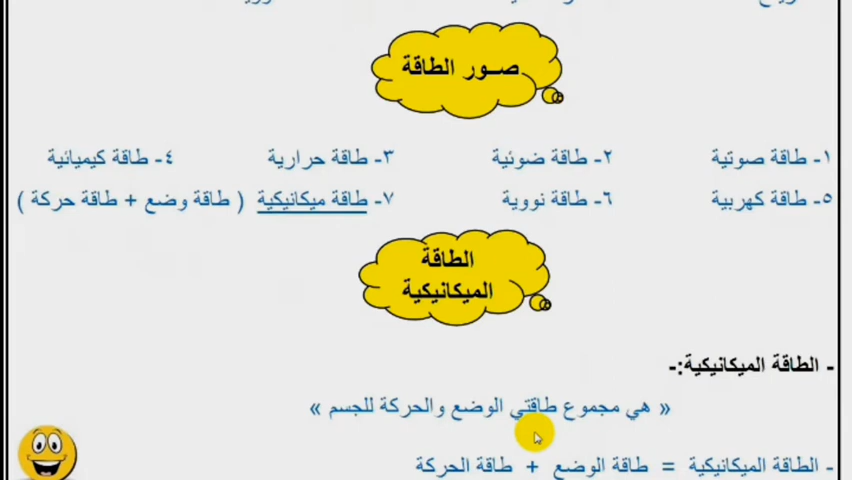 صـور الطاقة
١- طاقة صوتية ٢- طاقة ضوئية ٣- طاقة حرارية ٤- طاقة كيميائية
٥- طاقة كهربية ٦- طاقة نووية ٧- طاقة ميكانيكية ( طاقة وضع + طاقة حركة )
الطاقة
الميكانيكية
- الطاقة الميكانيكية:-
« هي مجموع طاقتي الوضع والحركة للجسم »
- الطاقة الميكانيكية = طاقة الوضع + طاقة الحركة